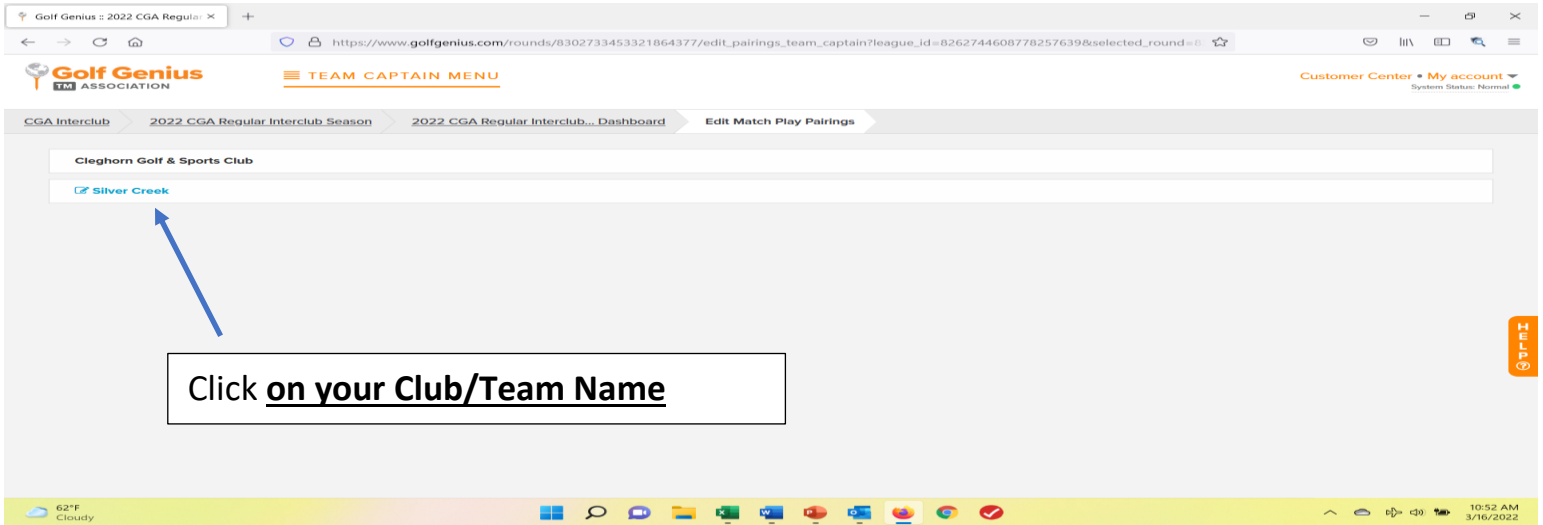 Golf Genius :: 2022 CGA Regular
https://www.golfgenius.com/rounds/8302733453321864377/edit_pairings_team_captain?league_id=8262744608778257639&selected_round=8
Golf Genius
TM ASSOCIATION
TEAM CAPTAIN MENU
Customer Center • My account
System Status: Normal
CGA Interclub 2022 CGA Regular Interclub Season 2022 CGA Regular Interclub... Dashboard Edit Match Play Pairings
Cleghorn Golf & Sports Club
Silver Creek
HELP
Click on your Club/Team Name
62°F
Cloudy
10:52 AM
3/16/2022